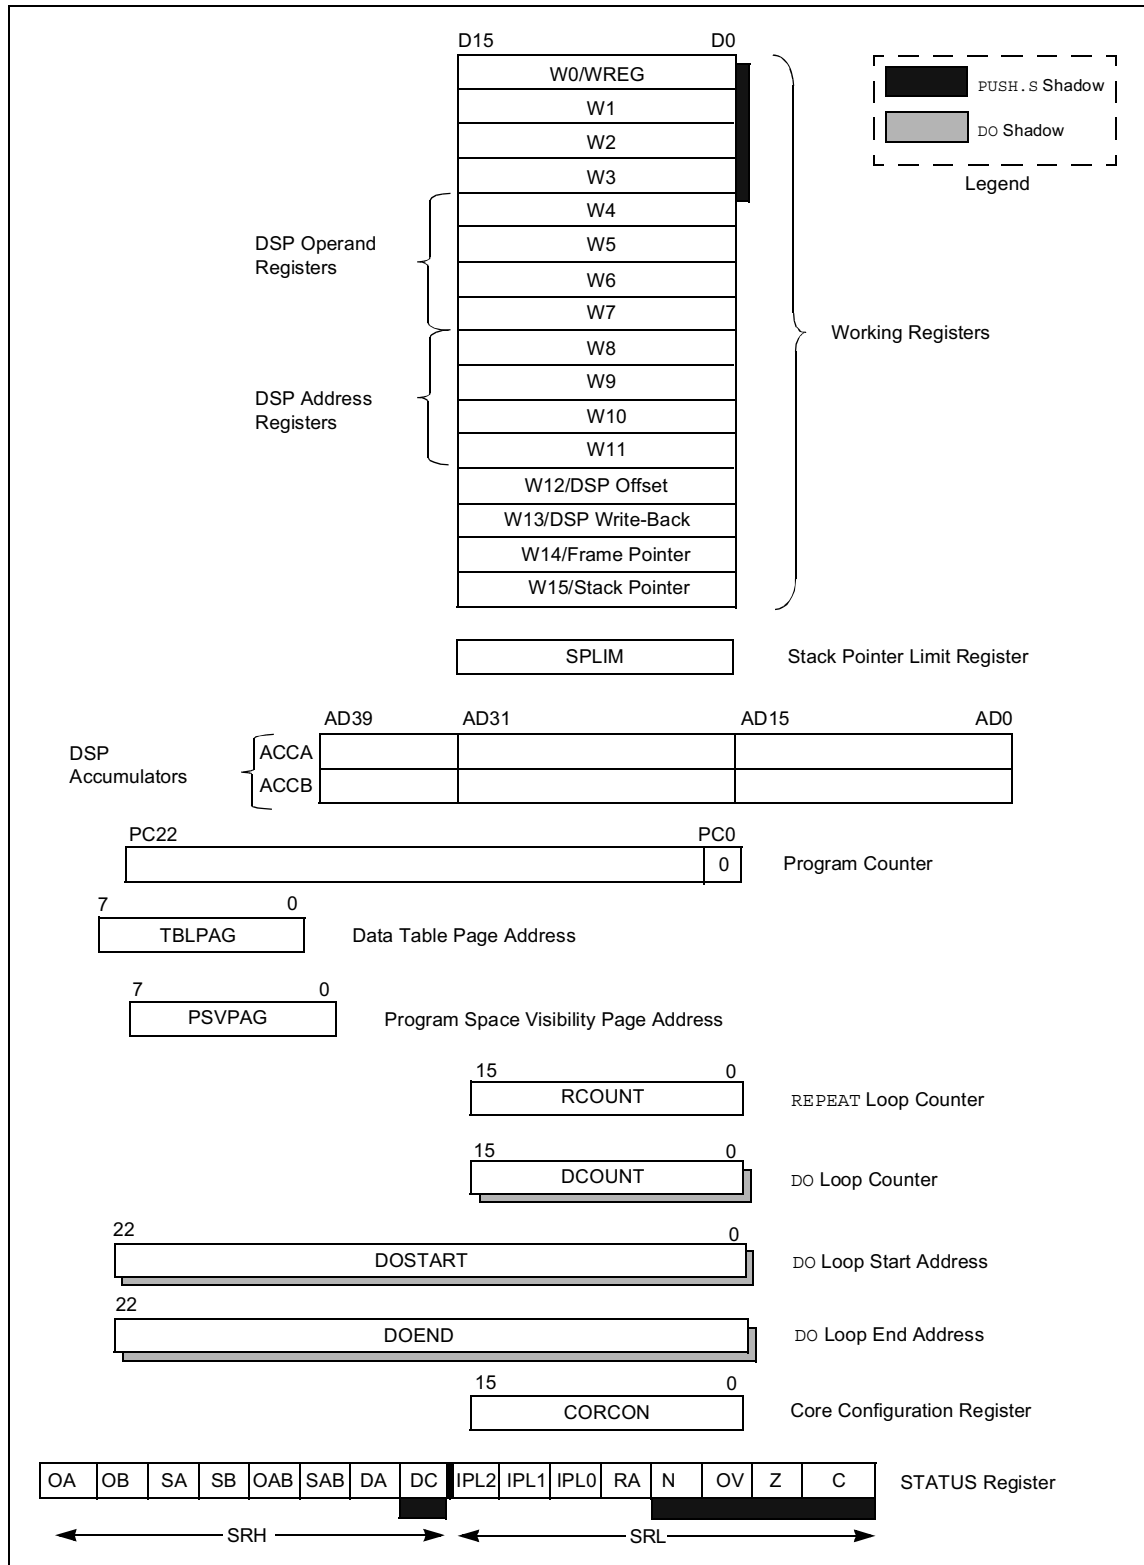 D15 D0
W0/WREG
W1
W2
W3
W4
W5
W6
W7
W8
W9
W10
W11
W12/DSP Offset
W13/DSP Write-Back
W14/Frame Pointer
W15/Stack Pointer
PUSH.S Shadow
DO Shadow
Legend
DSP Operand
Registers
DSP Address
Registers
Working Registers
SPLIM Stack Pointer Limit Register
AD39 AD31 AD15 AD0
DSP
Accumulators
ACCA
ACCB
PC22 PC0
0 Program Counter
7 0
TBLPAG Data Table Page Address
7 0
PSVPAG Program Space Visibility Page Address
15 0
RCOUNT REPEAT Loop Counter
15 0
DCOUNT DO Loop Counter
22 0
DOSTART DO Loop Start Address
22
DOEND DO Loop End Address
15 0
CORCON Core Configuration Register
OA OB SA SB OAB SAB DA DC IPL2 IPL1 IPL0 RA N OV Z C STATUS Register
SRH SRL